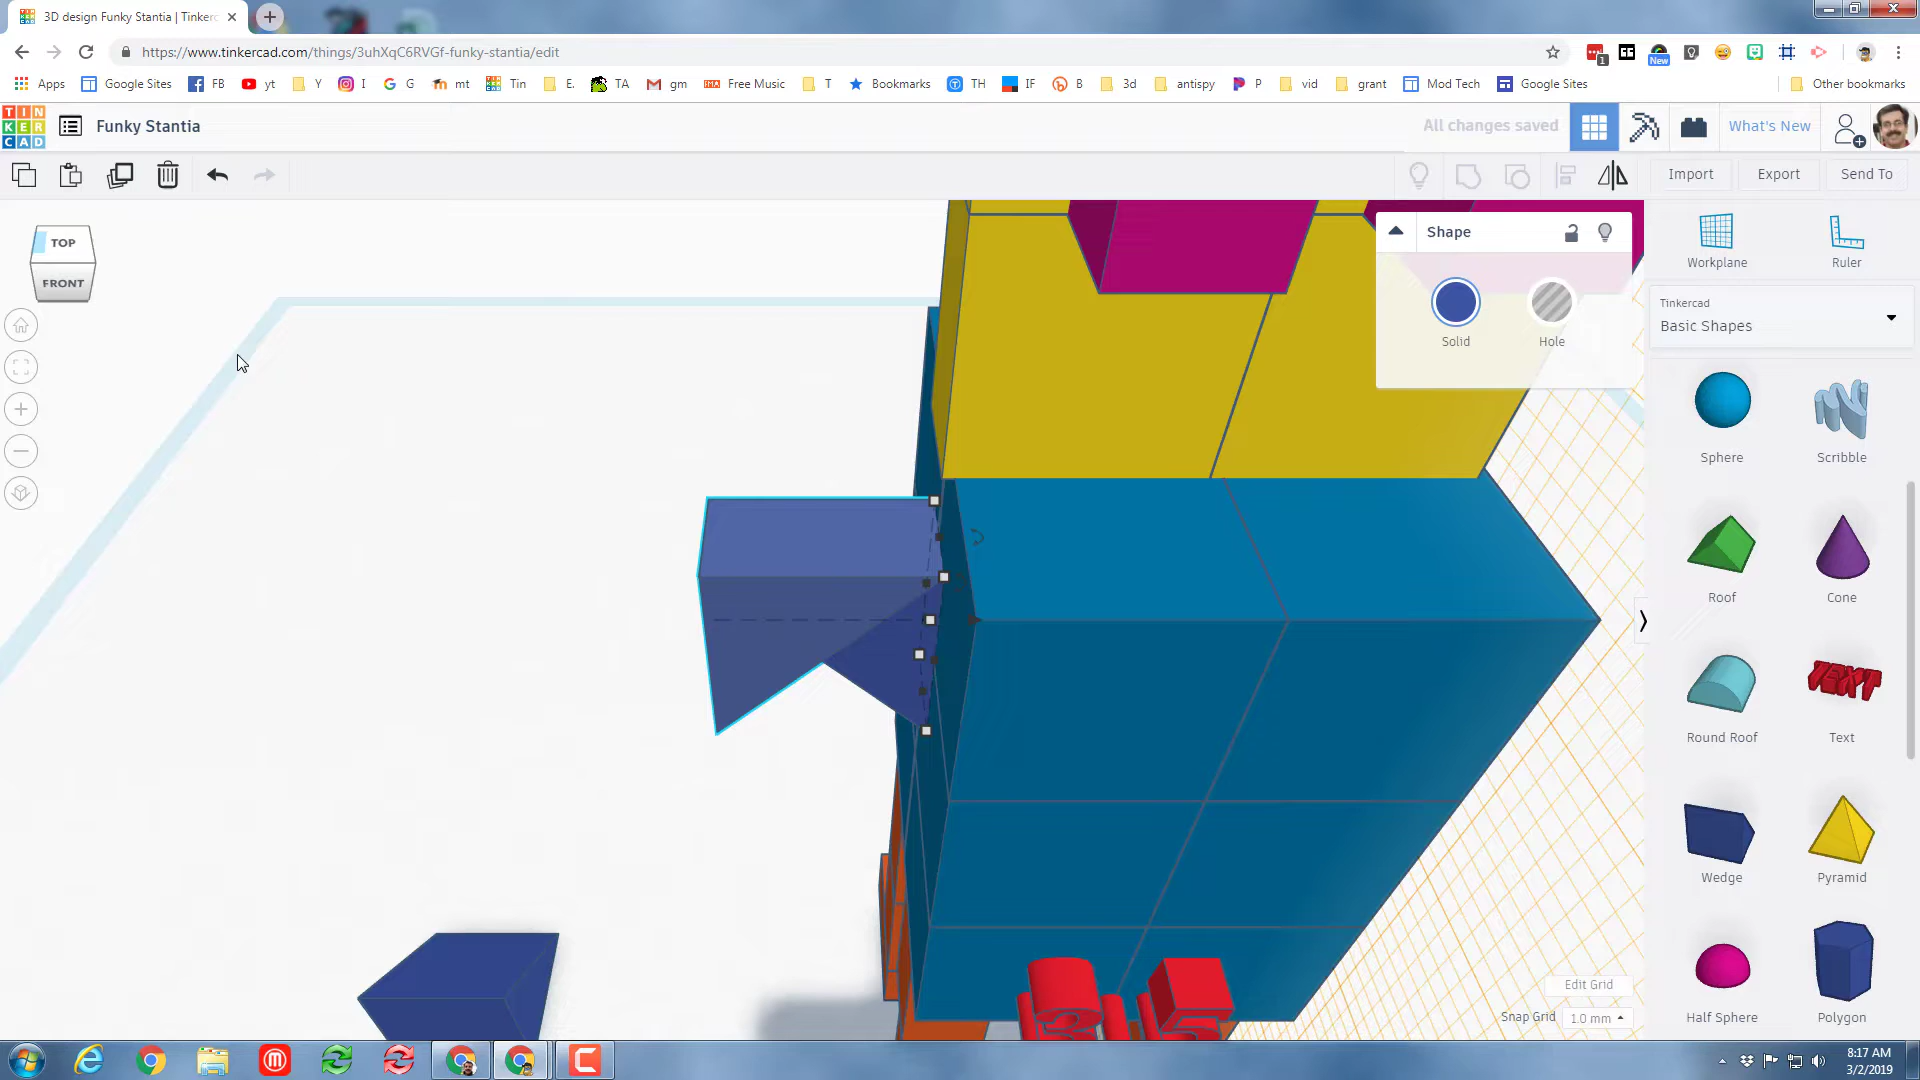 3D design Funky Stantia | Tinker
https://www.tinkercad.com/things/3uhXqC6RVGf-funky-stantia/edit
1
New
Apps Google Sites FB yt Y I G mt Tin E. TA gm Free Music T Bookmarks TH IF B 3d antispy P vid grant Mod Tech Google Sites Other bookmarks
TIN
KER
CAD
Funky Stantia
All changes saved
What's New
Import
Export
Send To
TOP
FRONT
Shape
Solid
Hole
Workplane
Ruler
Tinkercad
Basic Shapes
Sphere
Scribble
Roof
Cone
Round Roof
TEXT
Text
Wedge
Pyramid
Half Sphere
Polygon
Edit Grid
Snap Grid 1.0 mm
8:17 AM
3/2/2019